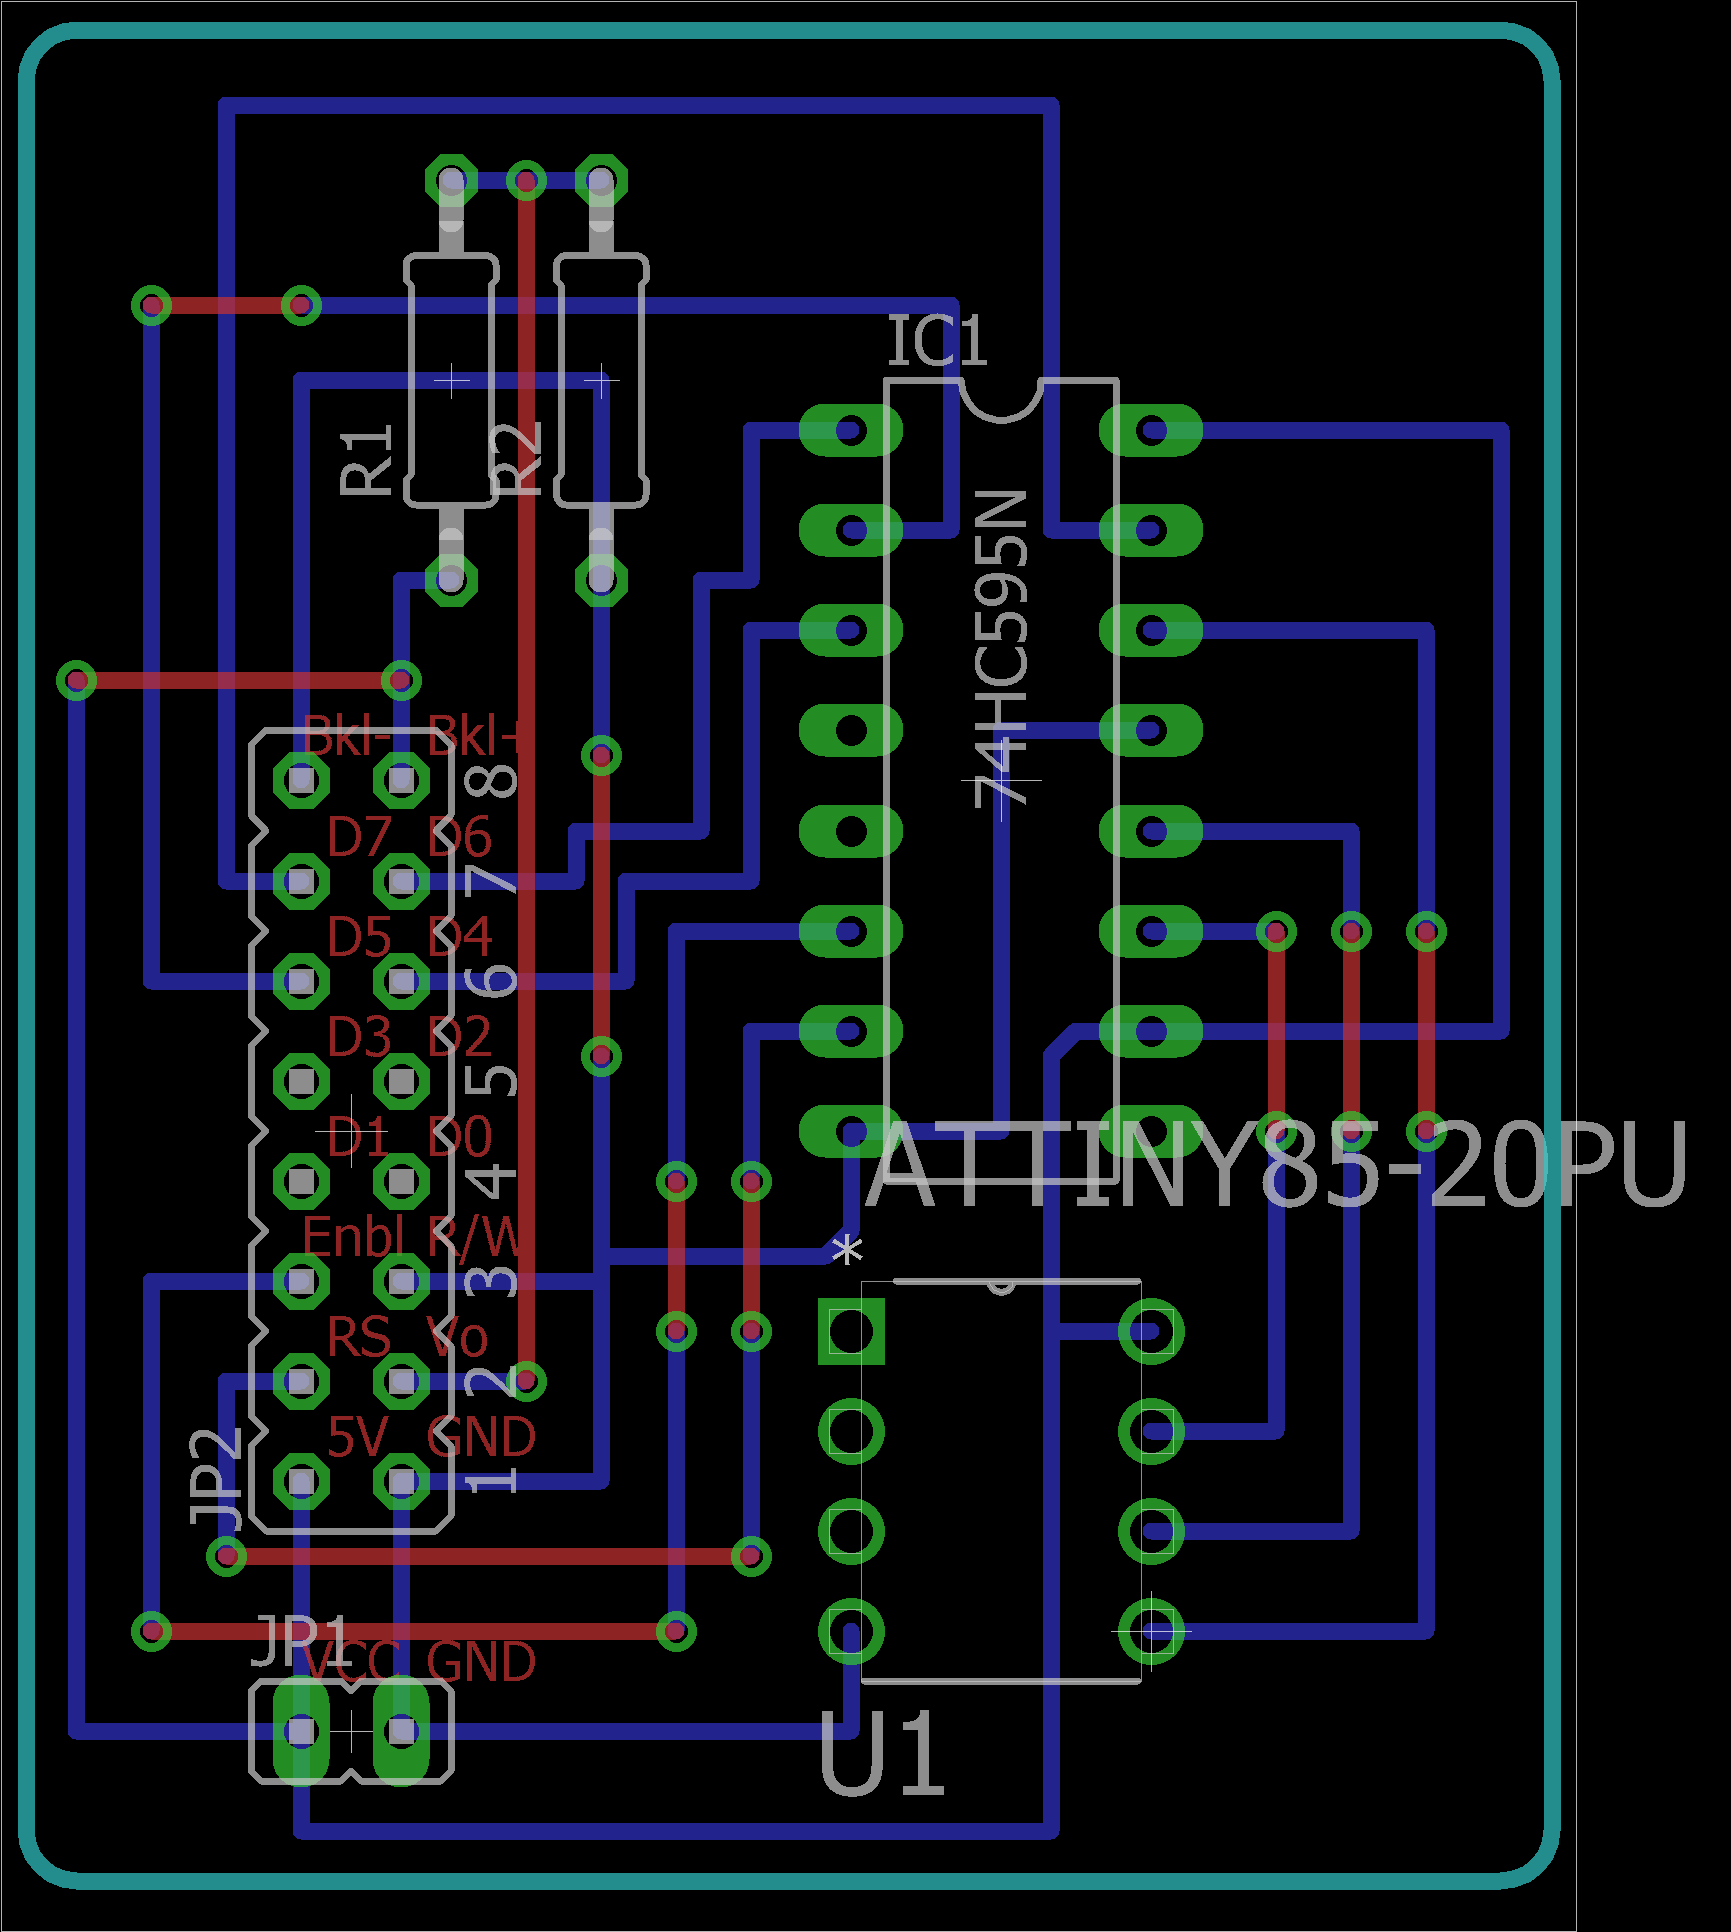 IC1
R1
R2
74HC595N
Bkl- Bkl+
8
D7 D6
7
D5 D4
6
D3 D2
5
D1 D0
4
ATTINY85-20PU
Enbl R/W
*
3
RS Vo
2
5V GND
1
JP2
JP1
VCC GND
U1